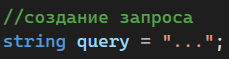 //создание запроса
string query = "...";